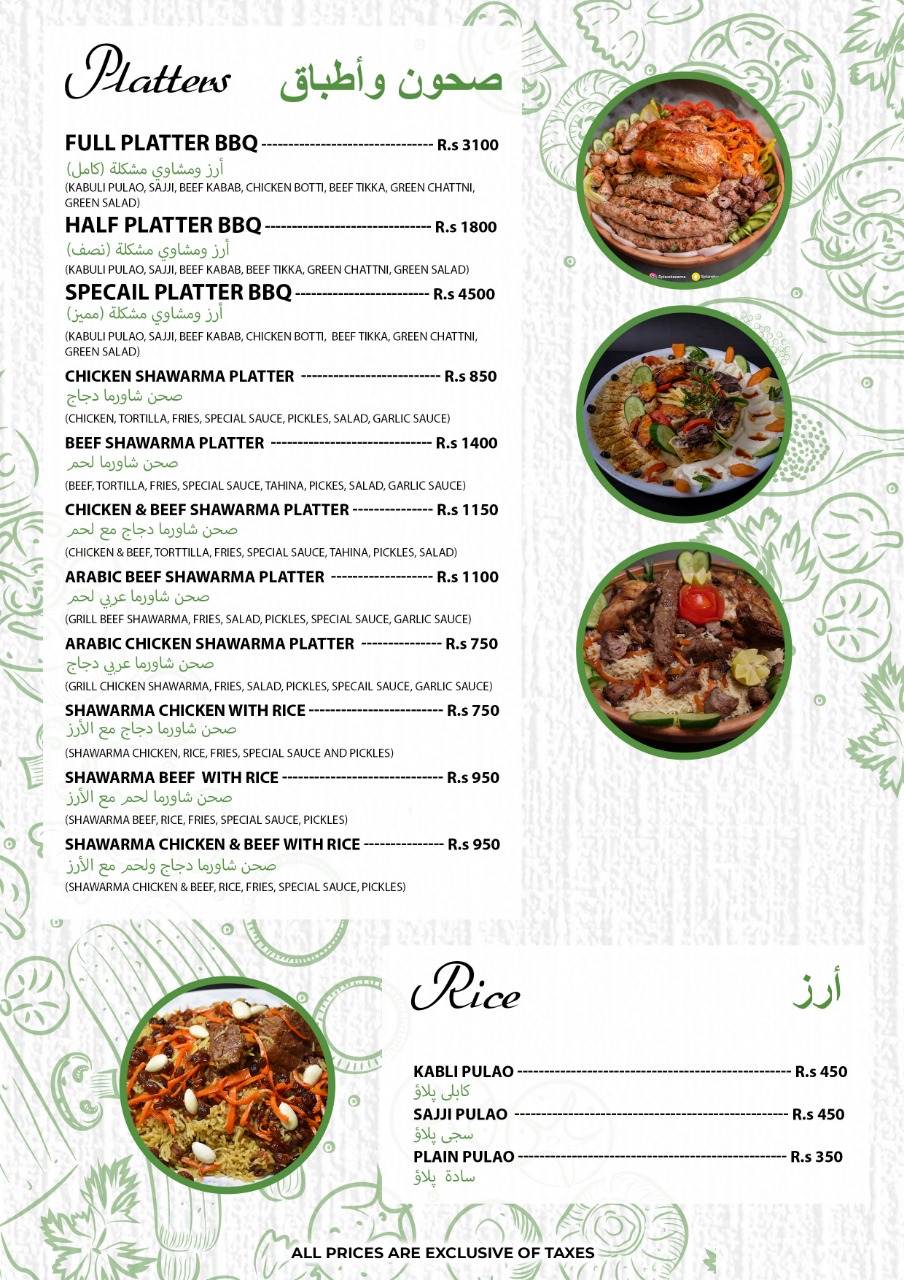 Platters صحون وأطباق
FULL PLATTER BBQ ------------------------------- R.s 3100
أرز ومشاوي مشكلة (كامل)
(KABULI PULAO, SAJJI, BEEF KABAB, CHICKEN BOTTI, BEEF TIKKA, GREEN CHATTNI,
GREEN SALAD)
HALF PLATTER BBQ ------------------------------- R.s 1800
أرز ومشاوي مشكلة (نصف)
(KABULI PULAO, SAJJI, BEEF KABAB, BEEF TIKKA, GREEN CHATTNI, GREEN SALAD)
SPECAIL PLATTER BBQ ------------------------- R.s 4500
أرز ومشاوي مشكلة (مميز)
(KABULI PULAO, SAJJI, BEEF KABAB, CHICKEN BOTTI, BEEF TIKKA, GREEN CHATTNI,
GREEN SALAD)
CHICKEN SHAWARMA PLATTER -------------------------- R.s 850
صحن شاورما دجاج
(CHICKEN, TORTILLA, FRIES, SPECIAL SAUCE, PICKLES, SALAD, GARLIC SAUCE)
BEEF SHAWARMA PLATTER ------------------------------ R.s 1400
صحن شاورما لحم
(BEEF, TORTILLA, FRIES, SPECIAL SAUCE, TAHINA, PICKES, SALAD, GARLIC SAUCE)
CHICKEN & BEEF SHAWARMA PLATTER --------------- R.s 1150
صحن شاورما دجاج مع لحم
(CHICKEN & BEEF, TORTTILLA, FRIES, SPECIAL SAUCE, TAHINA, PICKLES, SALAD)
ARABIC BEEF SHAWARMA PLATTER ------------------- R.s 1100
صحن شاورما عربي لحم
(GRILL BEEF SHAWARMA, FRIES, SALAD, PICKLES, SPECIAL SAUCE, GARLIC SAUCE)
ARABIC CHICKEN SHAWARMA PLATTER --------------- R.s 750
صحن شاورما عربي دجاج
(GRILL CHICKEN SHAWARMA, FRIES, SALAD, PICKLES, SPECAIL SAUCE, GARLIC SAUCE)
SHAWARMA CHICKEN WITH RICE ------------------------- R.s 750
صحن شاورما دجاج مع الأرز
(SHAWARMA CHICKEN, RICE, FRIES, SPECIAL SAUCE AND PICKLES)
SHAWARMA BEEF WITH RICE ------------------------------ R.s 950
صحن شاورما لحم مع الأرز
(SHAWARMA BEEF, RICE, FRIES, SPECIAL SAUCE, PICKLES)
SHAWARMA CHICKEN & BEEF WITH RICE --------------- R.s 950
صحن شاورما دجاج ولحم مع الأرز
(SHAWARMA CHICKEN & BEEF, RICE, FRIES, SPECIAL SAUCE, PICKLES)
Rice أرز
KABLI PULAO --------------------------------------------------- R.s 450
كابلى پلاؤ
SAJJI PULAO --------------------------------------------------- R.s 450
سجى پلاؤ
PLAIN PULAO -------------------------------------------------- R.s 350
سادة پلاؤ
ALL PRICES ARE EXCLUSIVE OF TAXES